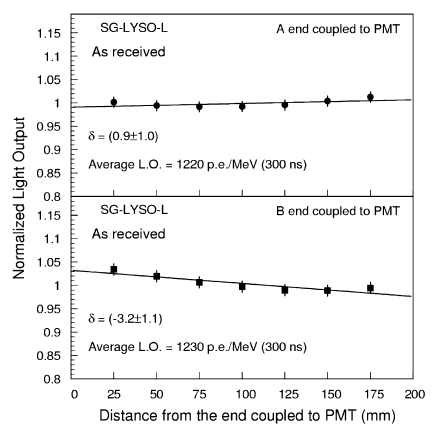 SG-LYSO-L A end coupled to PMT
As received
δ = (0.9±1.0)
Average L.O. = 1220 p.e./MeV (300 ns)
1.15
1.1
1.05
1
0.95
0.9
0.85
0.8
Normalized Light Output
SG-LYSO-L B end coupled to PMT
As received
δ = (-3.2±1.1)
Average L.O. = 1230 p.e./MeV (300 ns)
1.15
1.1
1.05
1
0.95
0.9
0.85
0.8
0 25 50 75 100 125 150 175 200
Distance from the end coupled to PMT (mm)